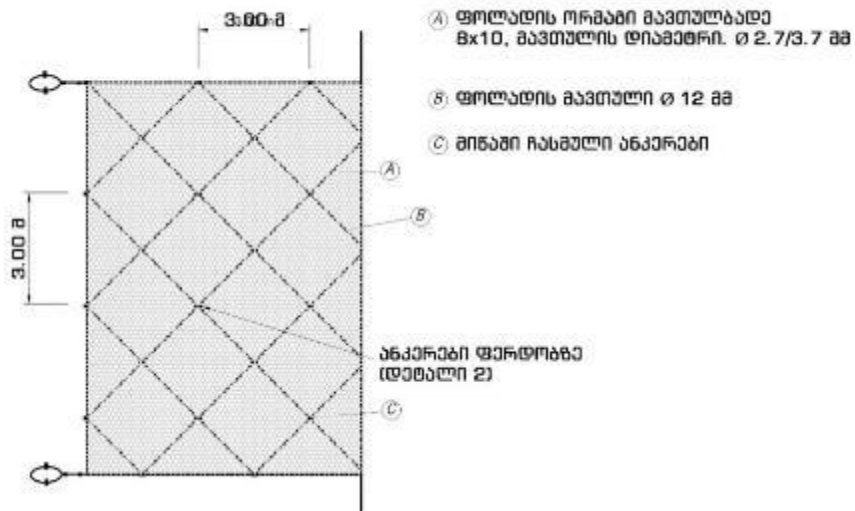 3.00 მ
Ⓐ ფოლადის ორმაგი მავთულბადე
8x10, მავთულის დიამეტრი. Ø 2.7/3.7 მმ
Ⓑ ფოლადის მავთული Ø 12 მმ
Ⓒ მიწაში ჩასმული ანკერები
A
B
3.00 მ
ანკერები ფერდობზე
(დეტალი 2)
C